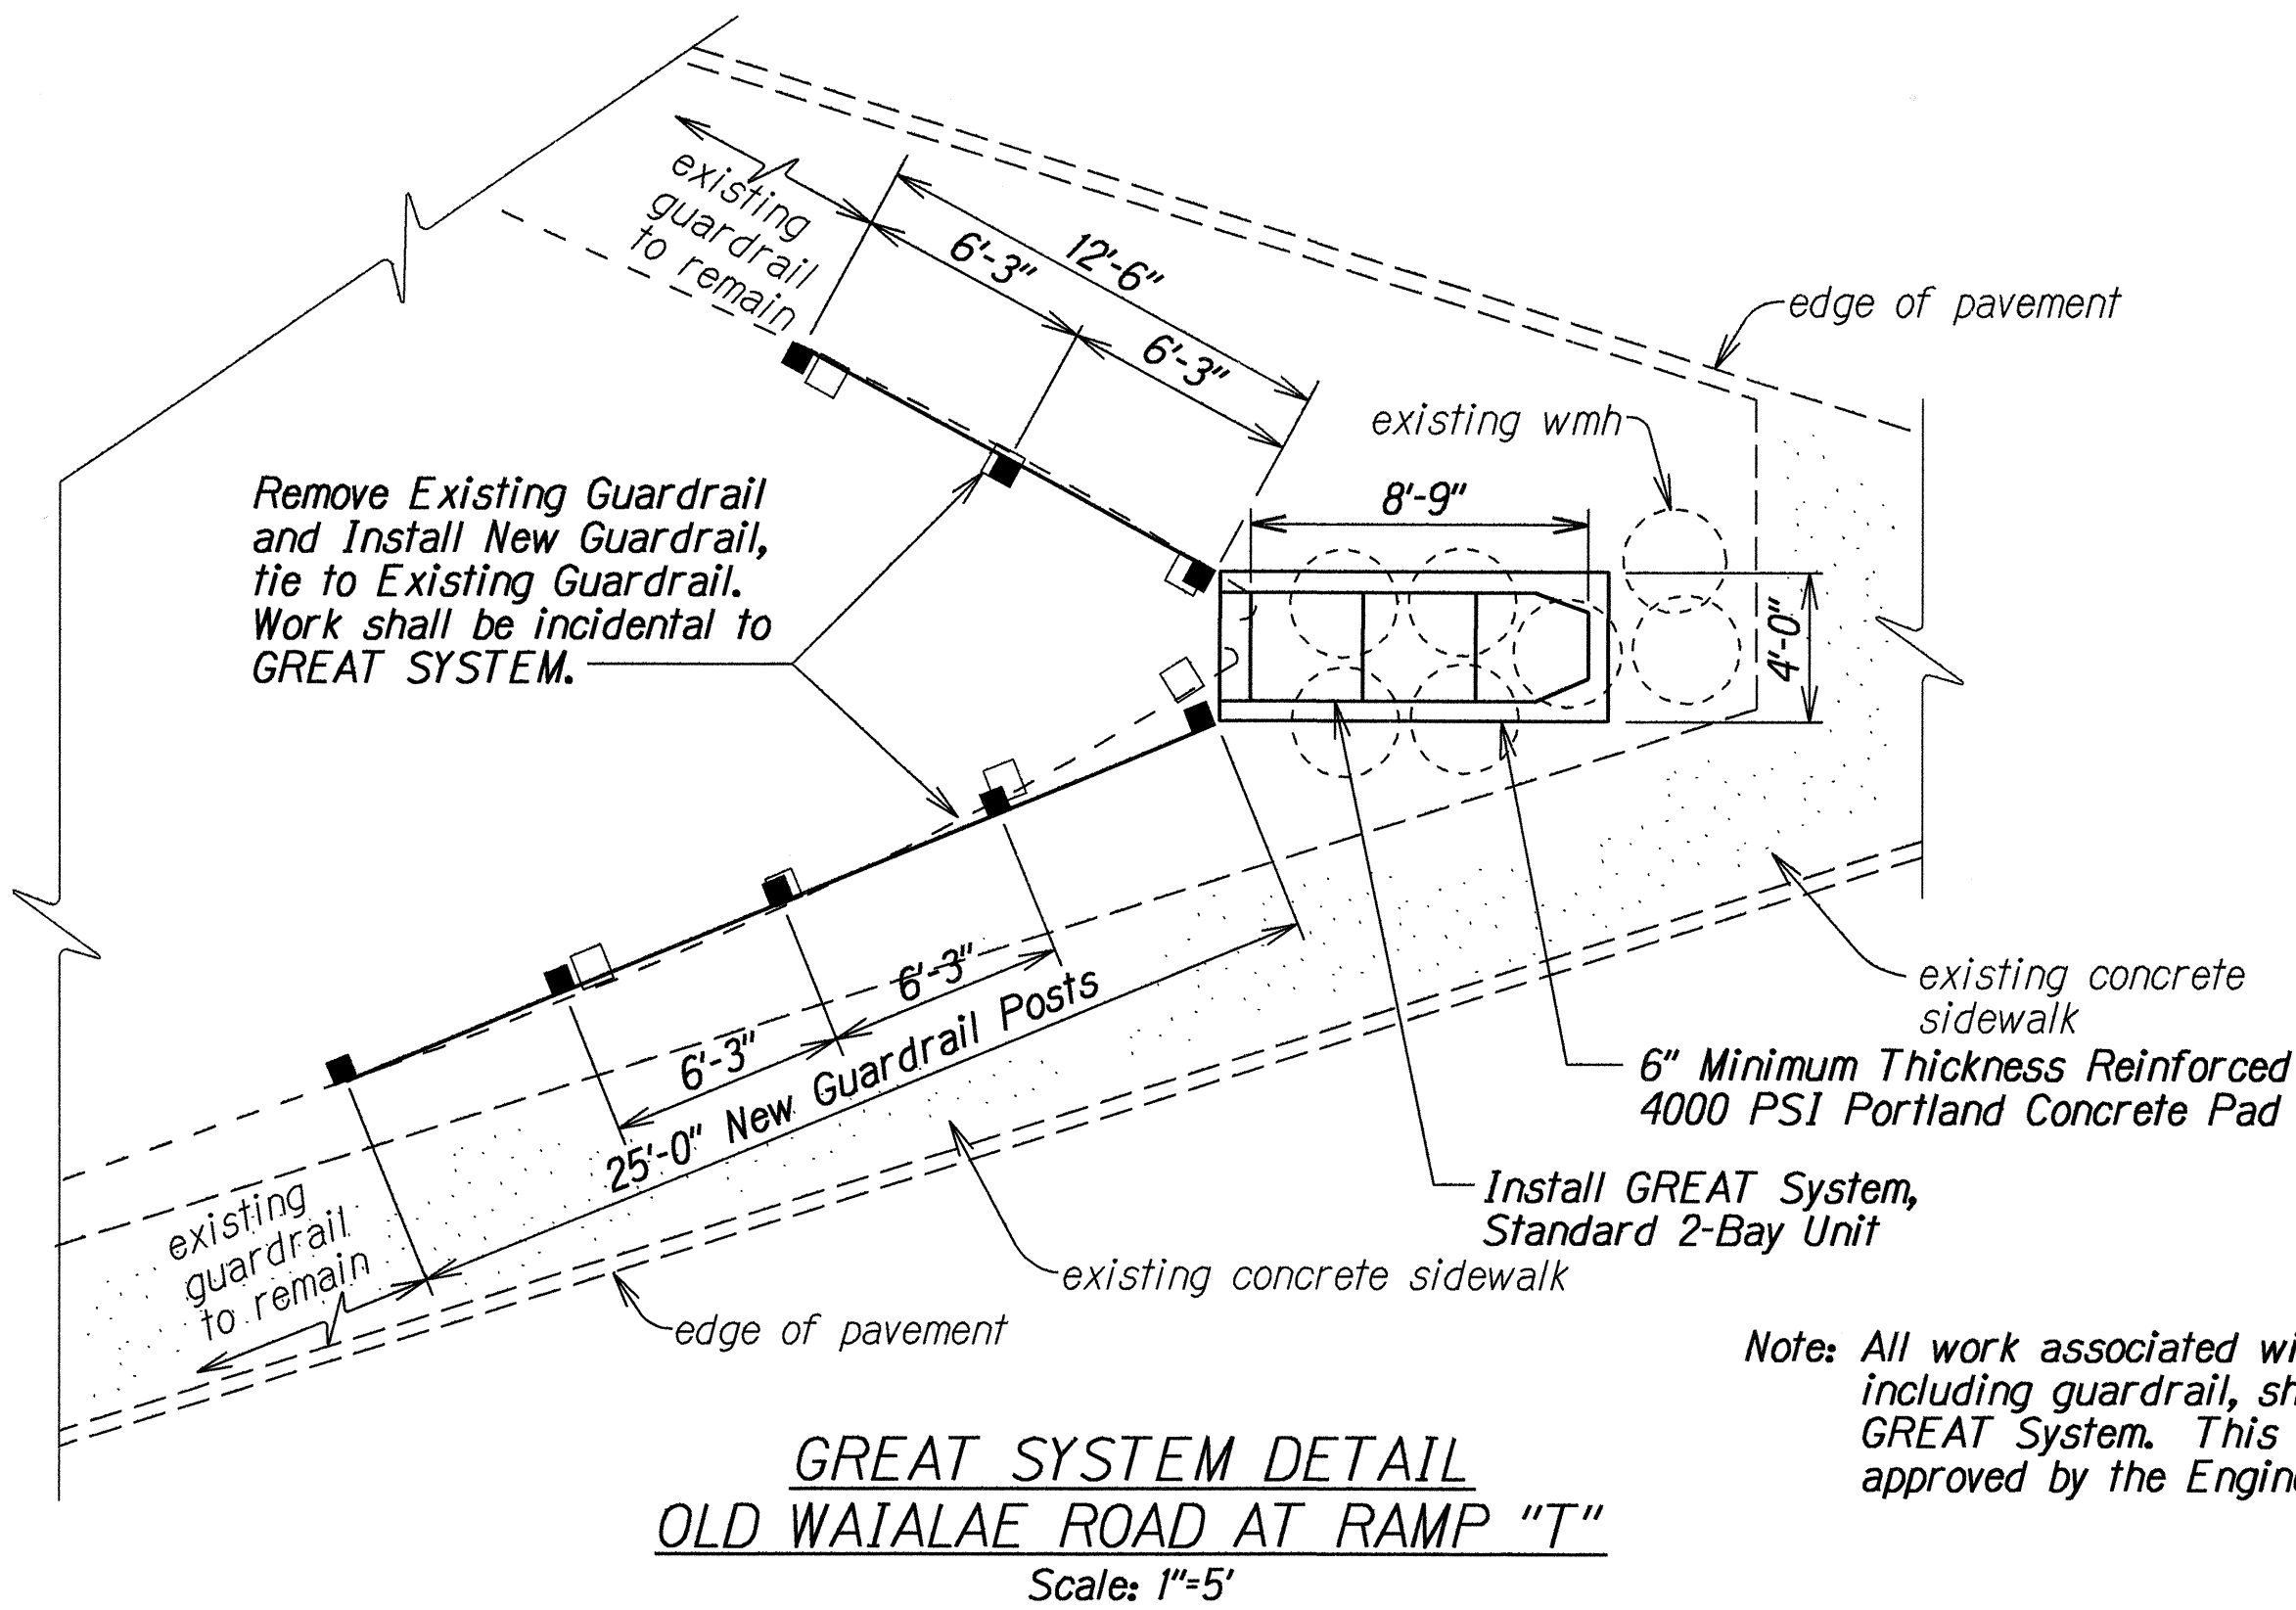 existing
guardrail
to remain
6'-3"
12'-6"
6'-3"
edge of pavement
existing wmh
8'-9"
4'-0"
Remove Existing Guardrail
and Install New Guardrail,
tie to Existing Guardrail.
Work shall be incidental to
GREAT SYSTEM.
6'-3"
6'-3"
25'-0" New Guardrail Posts
existing concrete
sidewalk
6" Minimum Thickness Reinforced
4000 PSI Portland Concrete Pad
Install GREAT System,
Standard 2-Bay Unit
existing
guardrail
to remain
existing concrete sidewalk
edge of pavement
Note: All work associated
including guardrail,
GREAT System. This
approved by the
GREAT SYSTEM DETAIL
OLD WAIALAE ROAD AT RAMP "T"
Scale: 1"=5'